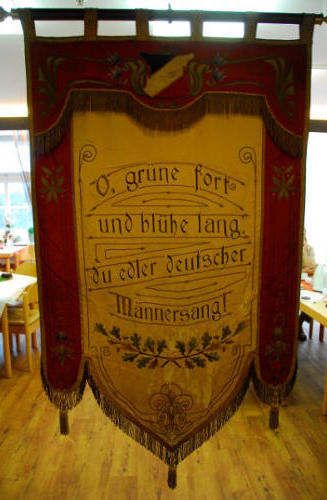 O, grüne fort
und blühe lang,
du edler deutscher
Männersang!